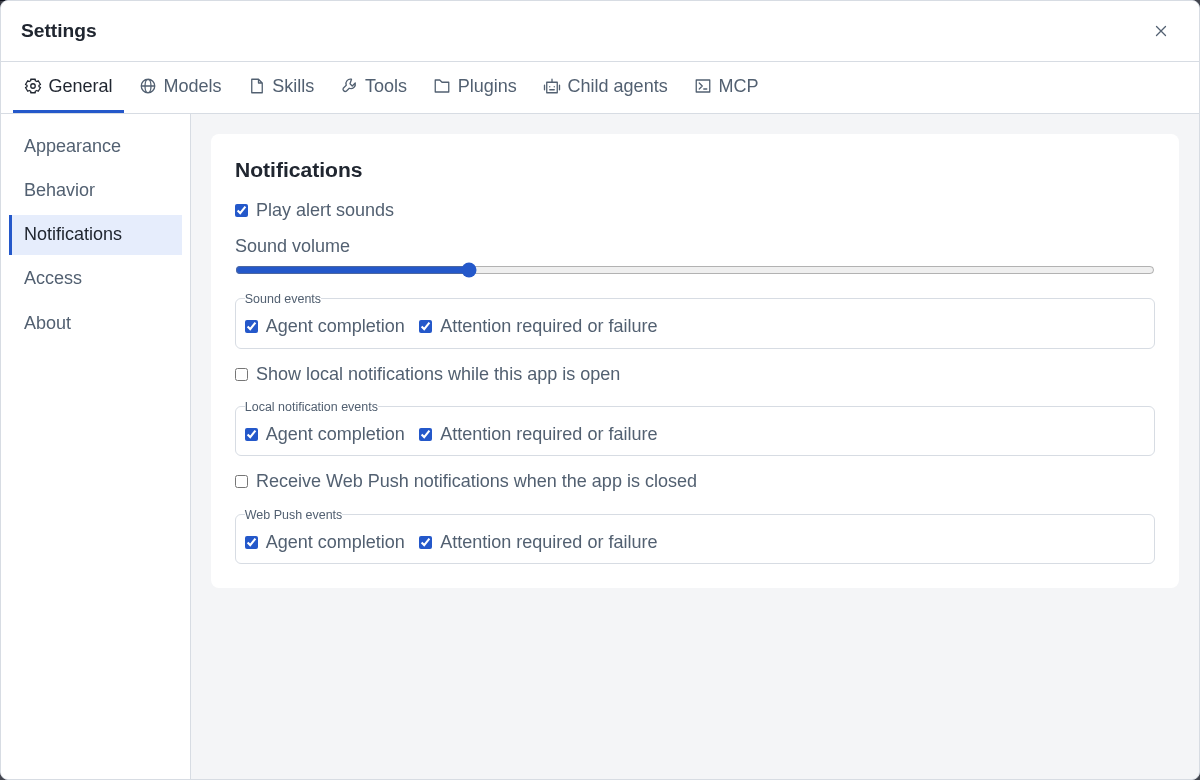 Settings
General
Models
Skills
Tools
Plugins
Child agents
MCP
Appearance
Behavior
Notifications
Access
About
Notifications
Play alert sounds
Sound volume
Sound events
Agent completion Attention required or failure
Show local notifications while this app is open
Local notification events
Agent completion Attention required or failure
Receive Web Push notifications when the app is closed
Web Push events
Agent completion Attention required or failure